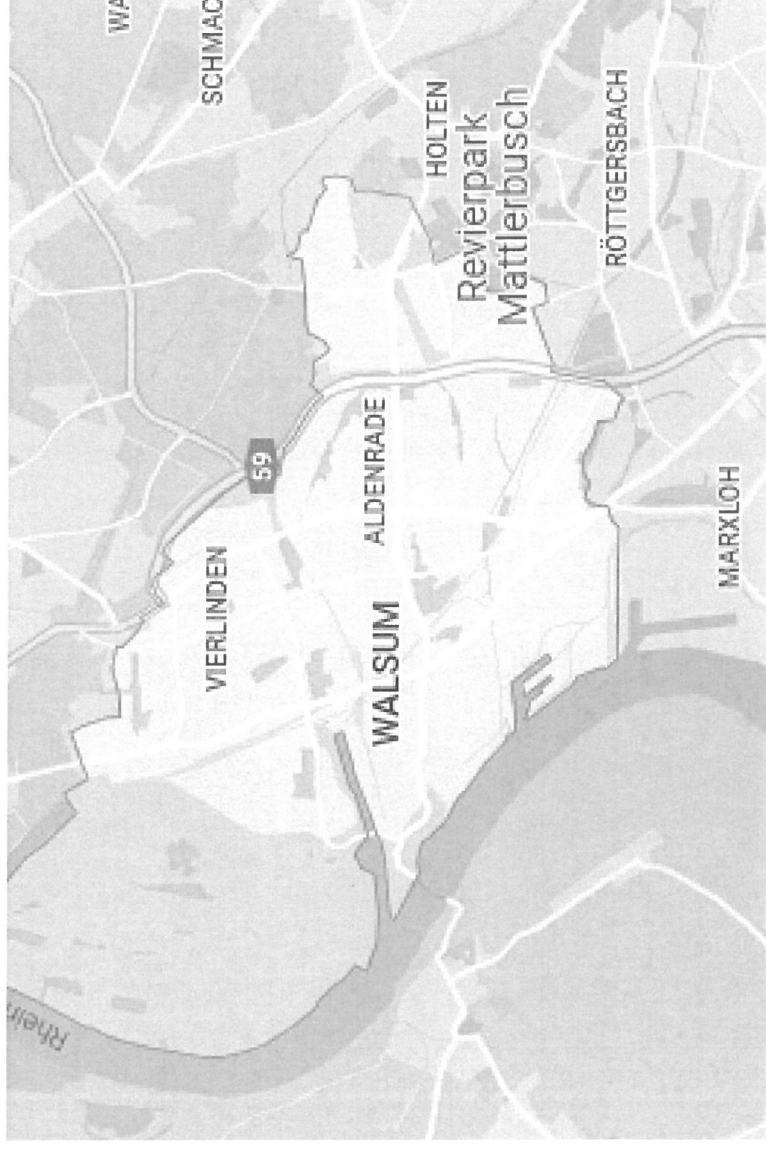 Rhein
WA
SCHMAC
VIERLINDEN
59
ALDENRADE
WALSUM
HOLTEN
Revierpark
Mattlerbusch
RÖTTGERSBACH
MARXLOH